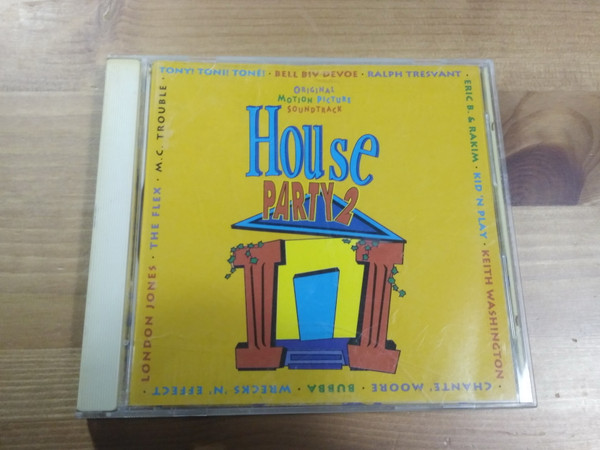 TONY! TONI! TONÉ! · BELL BIV DEVOE · RALPH TRESVANT ·
ERIC B. & RAKIM · KID 'N PLAY · KEITH WASHINGTON
· CHANTE' MOORE · BUBBA · WRECKS 'N' EFFECT ·
LONDON JONES · THE FLEX · M.C. TROUBLE ·
ORIGINAL
MOTION PICTURE
SOUNDTRACK
House
PARTY 2